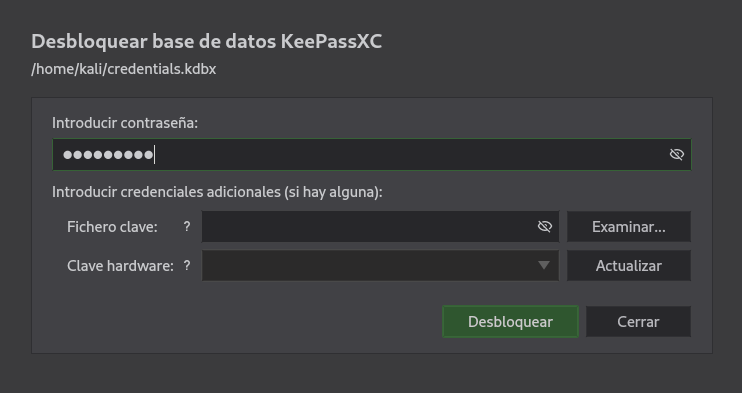 Desbloquear base de datos KeePassXC
/home/kali/credentials.kdbx
Introducir contraseña:
●●●●●●●●●
Introducir credenciales adicionales (si hay alguna):
Fichero clave: ? Examinar...
Clave hardware: ? Actualizar
Desbloquear Cerrar